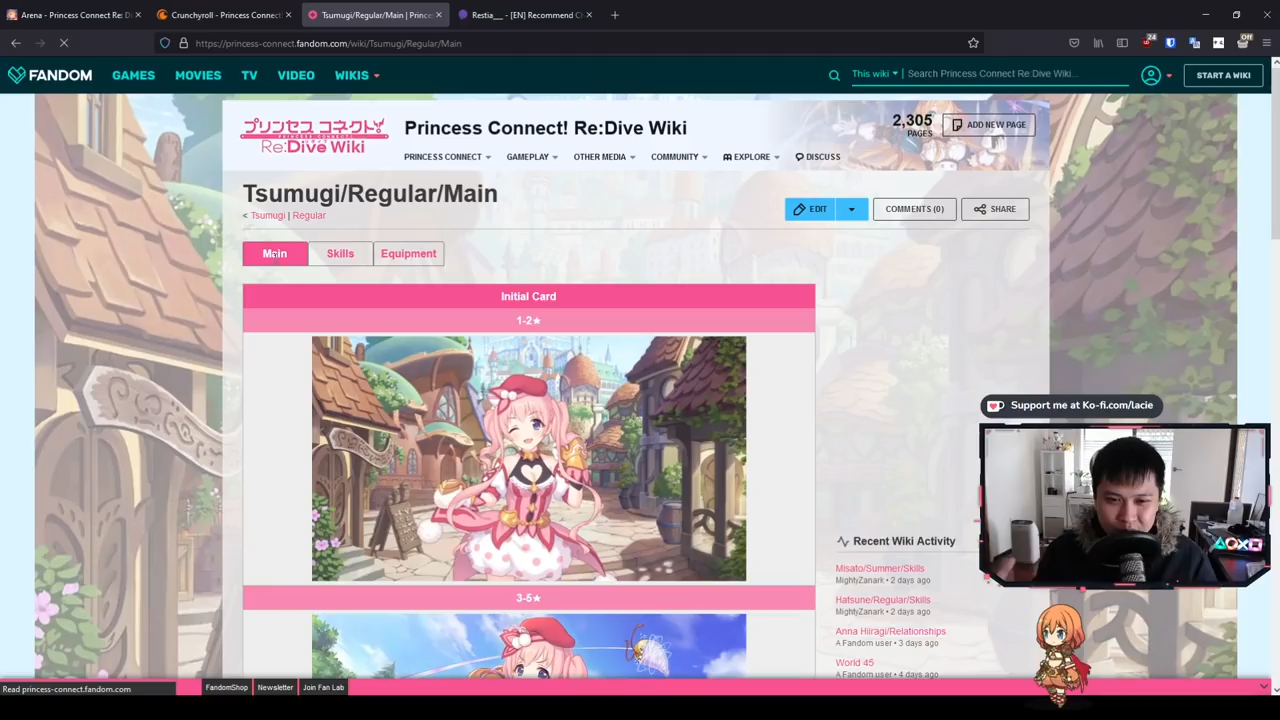 Arena - Princess Connect Re: D
Crunchyroll - Princess Connect!
Tsumugi/Regular/Main | Prince
Restia___ - [EN] Recommend C
24
Off
https://princess-connect.fandom.com/wiki/Tsumugi/Regular/Main
FANDOM
GAMES
MOVIES
TV
VIDEO
WIKIS
This wiki
Search Princess Connect Re:Dive Wiki...
START A WIKI
プリンセスコネクト!
Re:Dive Wiki
Princess Connect! Re:Dive Wiki
2,305
PAGES
ADD NEW PAGE
PRINCESS CONNECT
GAMEPLAY
OTHER MEDIA
COMMUNITY
EXPLORE
DISCUSS
Tsumugi/Regular/Main
< Tsumugi | Regular
EDIT
COMMENTS (0)
SHARE
Main
Skills
Equipment
Initial Card
1-2★
3-5★
Support me at Ko-fi.com/lacie
Recent Wiki Activity
Misato/Summer/Skills
MightyZanark • 2 days ago
Hatsune/Regular/Skills
MightyZanark • 2 days ago
Anna Hiiragi/Relationships
A Fandom user • 3 days ago
World 45
A Fandom user • 4 days ago
Read princess-connect.fandom.com
FandomShop
Newsletter
Join Fan Lab